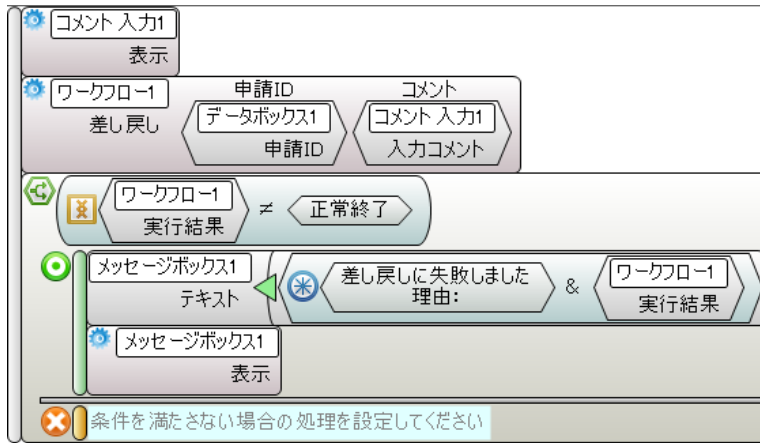 コメント 入力1
表示
ワークフロー1
差し戻し
申請ID
データボックス1
申請ID
コメント
コメント 入力1
入力コメント
ワークフロー1
実行結果
≠
正常終了
メッセージボックス1
テキスト
差し戻しに失敗しました
理由:
&
ワークフロー1
実行結果
メッセージボックス1
表示
条件を満たさない場合の処理を設定してください